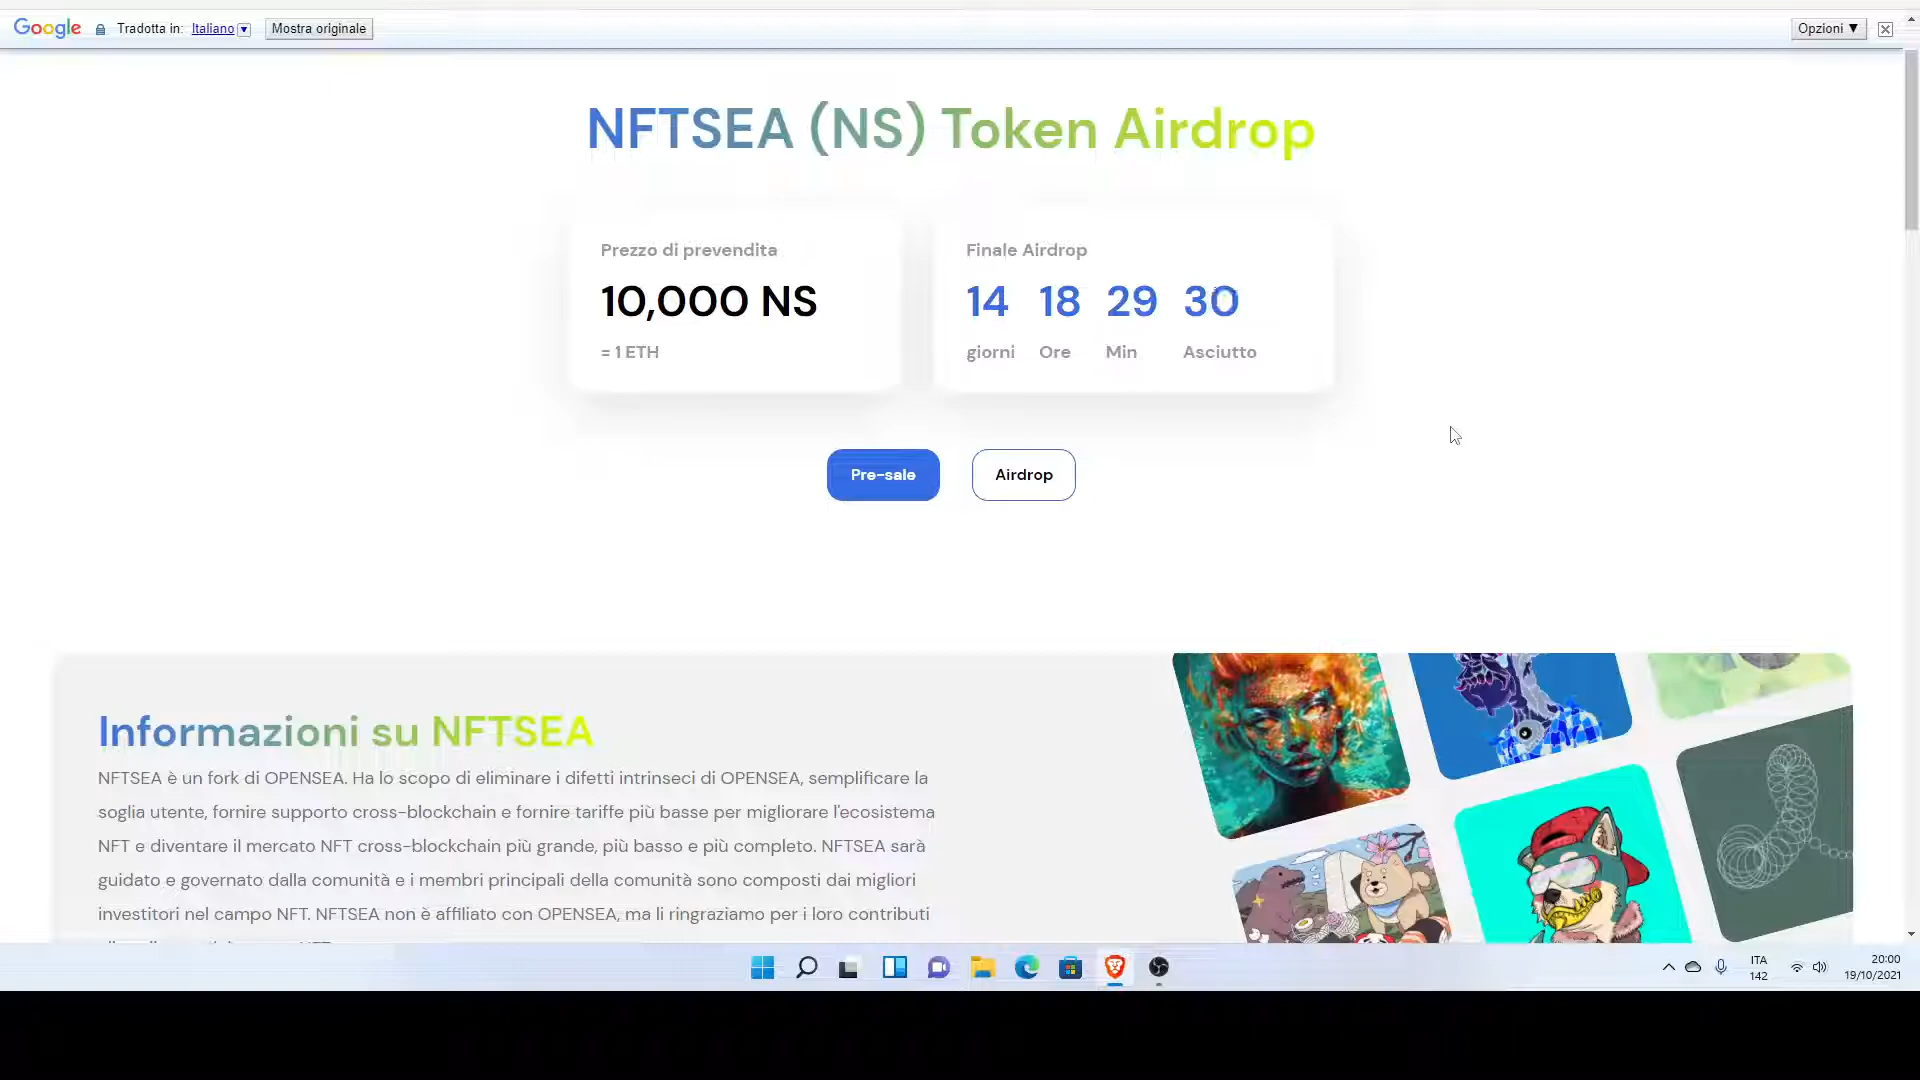 Google Tradotta in: Italiano Mostra originale Opzioni ▼
NFTSEA (NS) Token Airdrop
Prezzo di prevendita
10,000 NS
= 1 ETH
Finale Airdrop
14 18 29 30
giorni Ore Min Asciutto
Pre-sale Airdrop
Informazioni su NFTSEA
NFTSEA è un fork di OPENSEA. Ha lo scopo di eliminare i difetti intrinseci di OPENSEA, semplificare la
soglia utente, fornire supporto cross-blockchain e fornire tariffe più basse per migliorare l'ecosistema
NFT e diventare il mercato NFT cross-blockchain più grande, più basso e più completo. NFTSEA sarà
guidato e governato dalla comunità e i membri principali della comunità sono composti dai migliori
investitori nel campo NFT. NFTSEA non è affiliato con OPENSEA, ma li ringraziamo per i loro contributi
ITA
142
20:00
19/10/2021